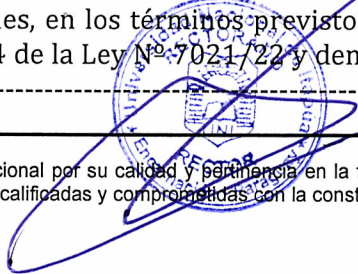 les, en los términos previsto
4 de la Ley Nº 7021/22 y den
RECTOR
cional por su calidad y pertinencia en la
calificadas y comprometidas con la const